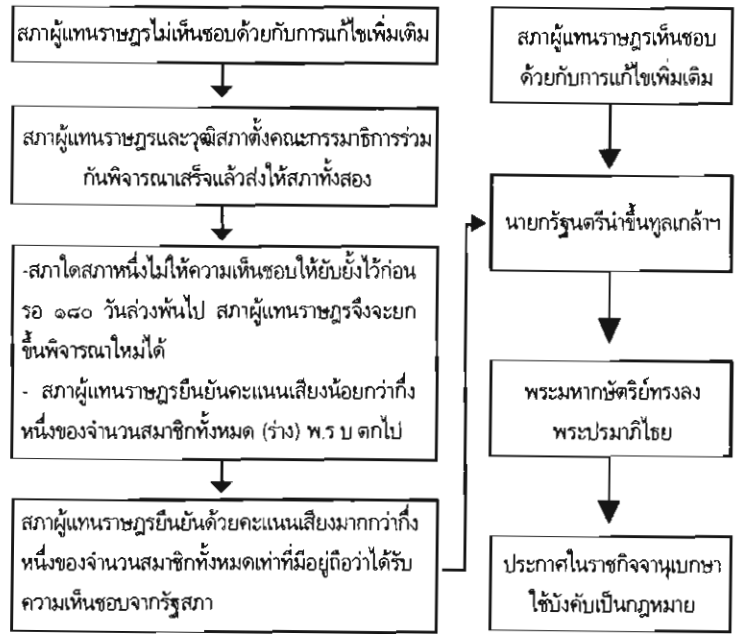 สภาผู้แทนราษฎรไม่เห็นชอบด้วยกับการแก้ไขเพิ่มเติม
สภาผู้แทนราษฎรและวุฒิสภาตั้งคณะกรรมาธิการร่วม
กันพิจารณาเสร็จแล้วส่งให้สภาทั้งสอง
-สภาใดสภาหนึ่งไม่ให้ความเห็นชอบให้ยับยั้งไว้ก่อน
รอ ๑๘๐ วันล่วงพ้นไป สภาผู้แทนราษฎรจึงจะยก
ขึ้นพิจารณาใหม่ได้
- สภาผู้แทนราษฎรยืนยันคะแนนเสียงน้อยกว่ากึ่ง
หนึ่งของจำนวนสมาชิกทั้งหมด (ร่าง) พ.ร บ ตกไป
สภาผู้แทนราษฎรยืนยันด้วยคะแนนเสียงมากกว่ากึ่ง
หนึ่งของจำนวนสมาชิกทั้งหมดเท่าที่มีอยู่ถือว่าได้รับ
ความเห็นชอบจากรัฐสภา
สภาผู้แทนราษฎรเห็นชอบ
ด้วยกับการแก้ไขเพิ่มเติม
นายกรัฐนตรีนำขึ้นทูลเกล้าฯ
พระมหากษัตริย์ทรงลง
พระปรมาภิไธย
ประกาศในราชกิจจานุเบกษา
ใช้บังคับเป็นกฎหมาย